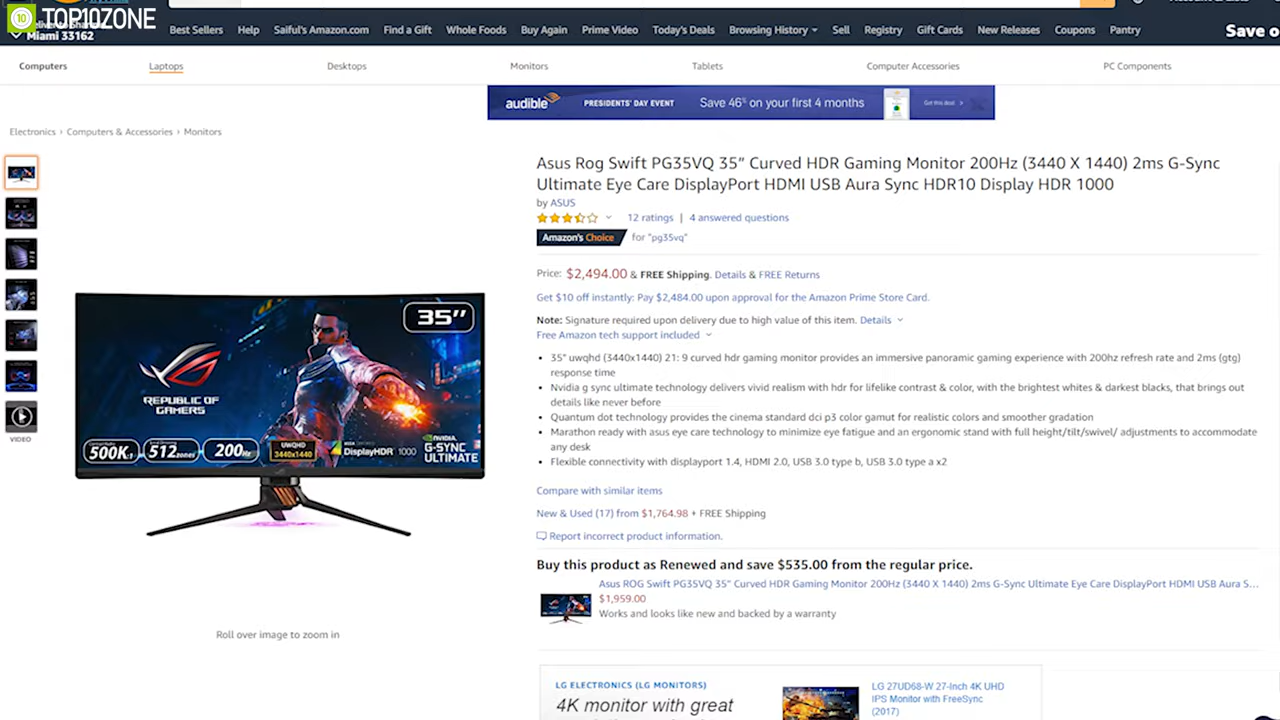 TOP10ZONE
10
Miami 33162
Best Sellers Help Saiful's Amazon.com Find a Gift Whole Foods Buy Again Prime Video Today's Deals Browsing History Sell Registry Gift Cards New Releases Coupons Pantry
Save o
Computers Laptops Desktops Monitors Tablets Computer Accessories PC Components
audible PRESIDENTS' DAY EVENT Save 46% on your first 4 months Get this deal >
Electronics › Computers & Accessories › Monitors
Asus Rog Swift PG35VQ 35" Curved HDR Gaming Monitor 200Hz (3440 X 1440) 2ms G-Sync
Ultimate Eye Care DisplayPort HDMI USB Aura Sync HDR10 Display HDR 1000
by ASUS
12 ratings | 4 answered questions
Amazon's Choice for "pg35vq"
Price: $2,494.00 & FREE Shipping. Details & FREE Returns
Get $10 off instantly: Pay $2,484.00 upon approval for the Amazon Prime Store Card.
Note: Signature required upon delivery due to high value of this item. Details
Free Amazon tech support included
• 35" uwqhd (3440x1440) 21: 9 curved hdr gaming monitor provides an immersive panoramic gaming experience with 200hz refresh rate and 2ms (gtg)
response time
• Nvidia g sync ultimate technology delivers vivid realism with hdr for lifelike contrast & color, with the brightest whites & darkest blacks, that brings out
details like never before
• Quantum dot technology provides the cinema standard dci p3 color gamut for realistic colors and smoother gradation
• Marathon ready with asus eye care technology to minimize eye fatigue and an ergonomic stand with full height/tilt/swivel/ adjustments to accommodate
any desk
• Flexible connectivity with displayport 1.4, HDMI 2.0, USB 3.0 type b, USB 3.0 type a x2
Compare with similar items
New & Used (17) from $1,764.98 + FREE Shipping
Report incorrect product information.
Buy this product as Renewed and save $535.00 from the regular price.
Asus ROG Swift PG35VQ 35" Curved HDR Gaming Monitor 200Hz (3440 X 1440) 2ms G-Sync Ultimate Eye Care DisplayPort HDMI USB Aura S...
$1,959.00
Works and looks like new and backed by a warranty
35"
REPUBLIC OF
GAMERS
500K:1
512zones
200Hz
UWQHD
3440x1440
DisplayHDR 1000
NVIDIA
G-SYNC
ULTIMATE
VIDEO
Roll over image to zoom in
LG ELECTRONICS (LG MONITORS)
4K monitor with great
LG 27UD68-W 27-Inch 4K UHD
IPS Monitor with FreeSync
(2017)